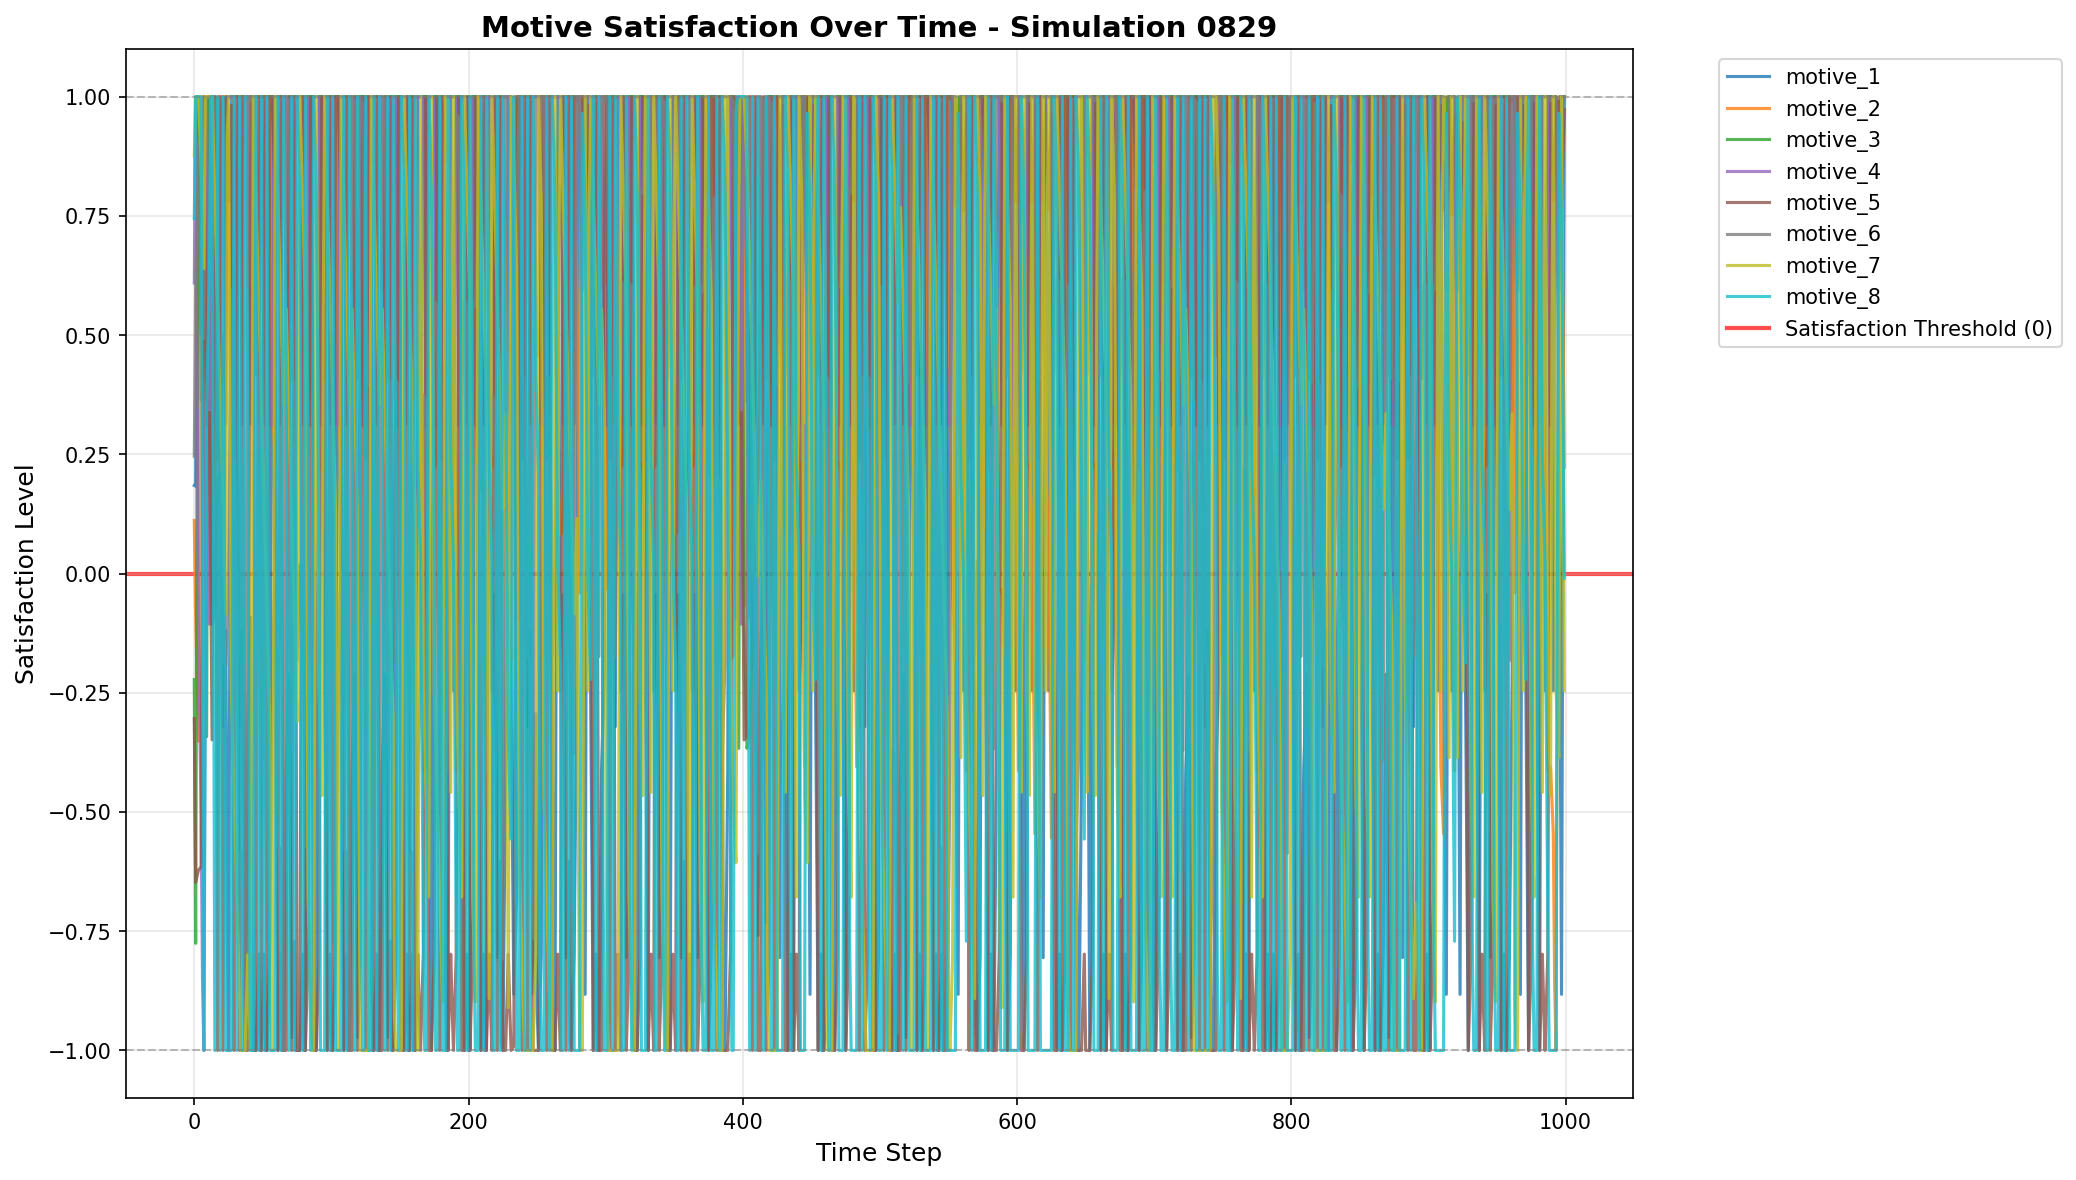 Motive Satisfaction Over Time - Simulation 0829
motive_1
motive_2
motive_3
motive_4
motive_5
motive_6
motive_7
motive_8
Satisfaction Threshold (0)
Satisfaction Level
1.00
0.75
0.50
0.25
0.00
−0.25
−0.50
−0.75
−1.00
0 200 400 600 800 1000
Time Step